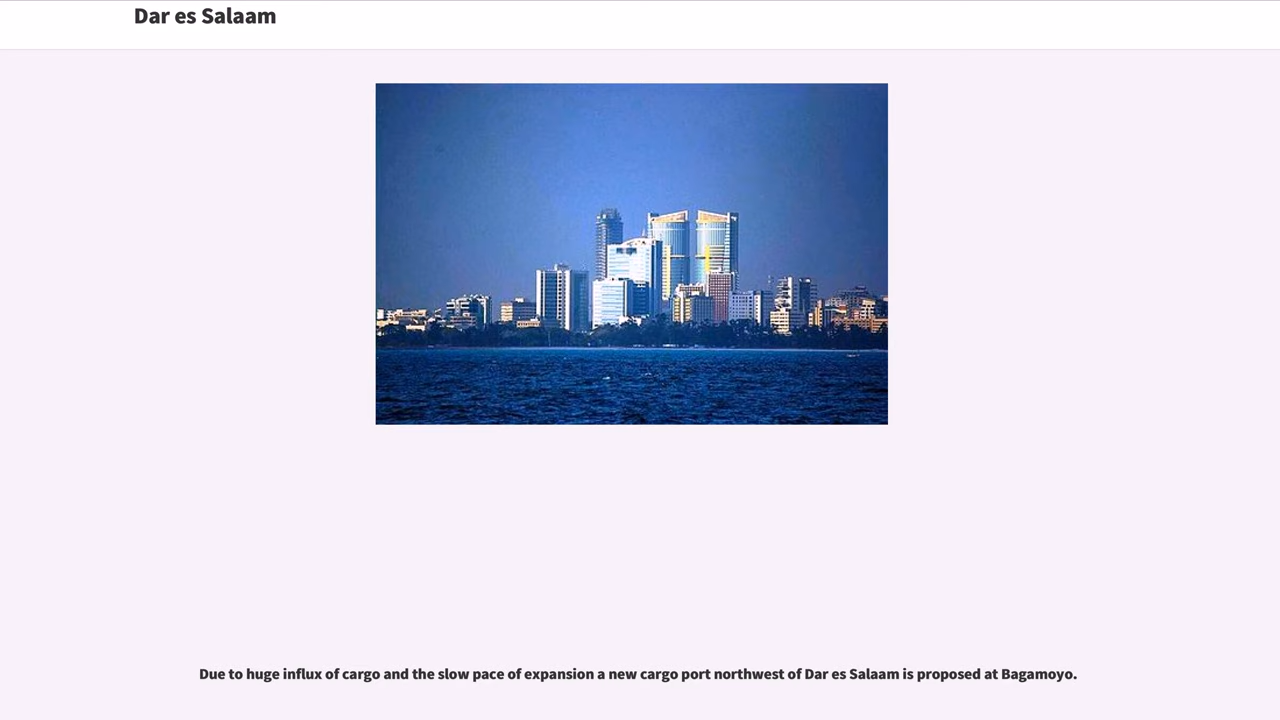 Dar es Salaam
Due to huge influx of cargo and the slow pace of expansion a new cargo port northwest of Dar es Salaam is proposed at Bagamoyo.